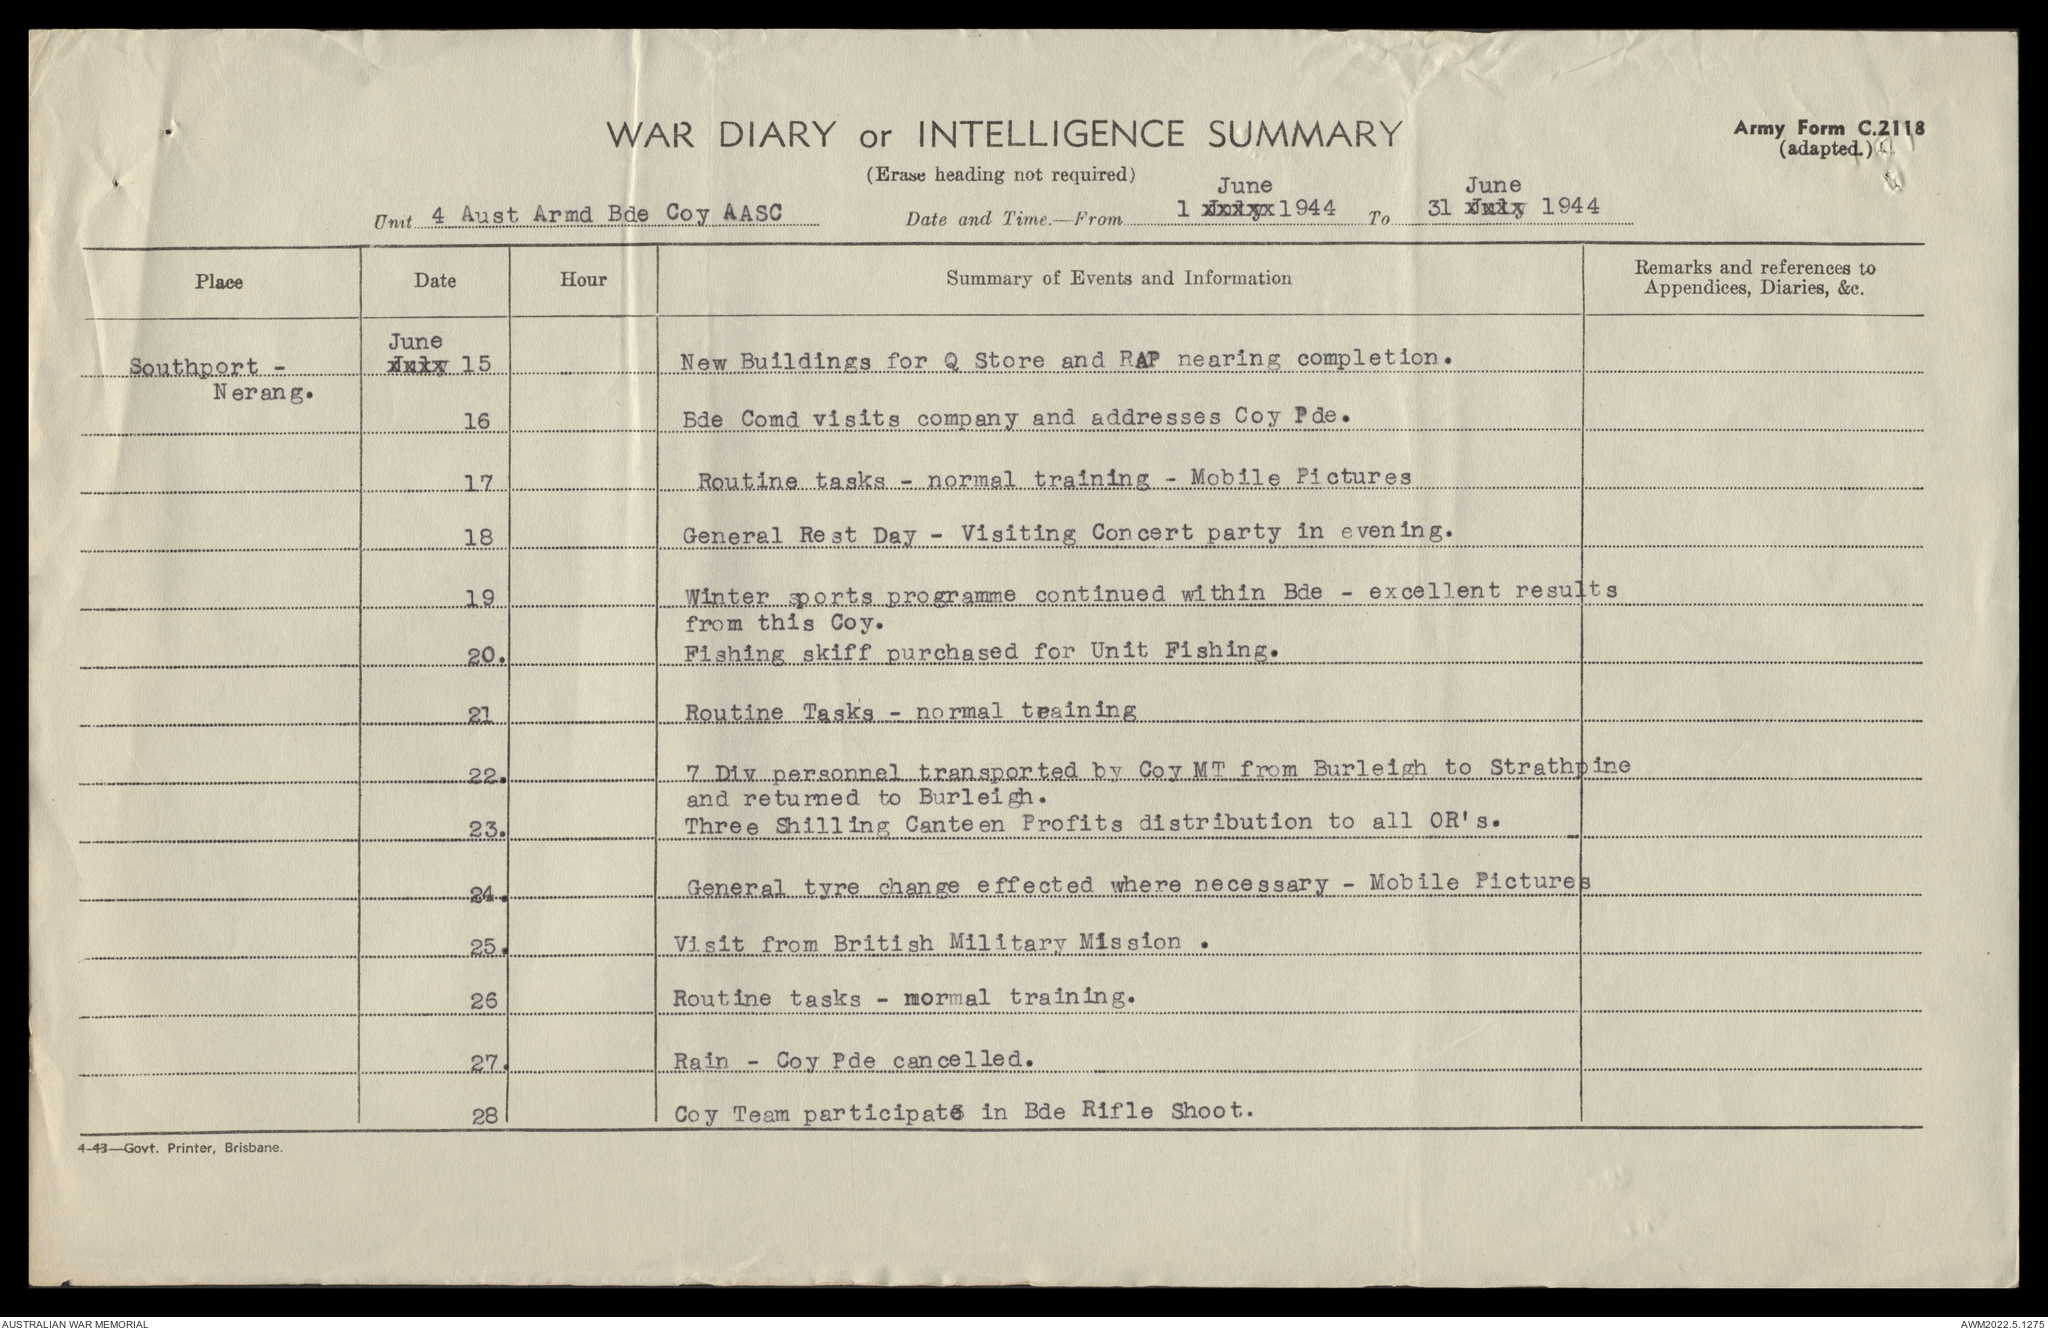 WAR DIARY or INTELLIGENCE SUMMARY
Army Form C.2118
(adapted.)
(Erase heading not required)
June June
Unit 4 Aust Armd Bde Coy AASC Date and Time.—From 1 July 1944 To 31 July 1944
Place Date Hour Summary of Events and Information Remarks and references to
Appendices, Diaries, &c.
June
Southport - July 15 New Buildings for Q Store and RAP nearing completion.
Nerang.
16 Bde Comd visits company and addresses Coy Pde.
17 Routine tasks - normal training - Mobile Pictures
18 General Rest Day - Visiting Concert party in evening.
19 Winter sports programme continued within Bde - excellent results
from this Coy.
20. Fishing skiff purchased for Unit Fishing.
21 Routine Tasks - normal training
22. 7 Div personnel transported by Coy MT from Burleigh to Strathpine
and returned to Burleigh.
23. Three Shilling Canteen Profits distribution to all OR's.
24. General tyre change effected where necessary - Mobile Pictures
25. Visit from British Military Mission .
26 Routine tasks - normal training.
27. Rain - Coy Pde cancelled.
28 Coy Team participate in Bde Rifle Shoot.
4-43—Govt. Printer, Brisbane.
AUSTRALIAN WAR MEMORIAL
AWM2022.5.1275